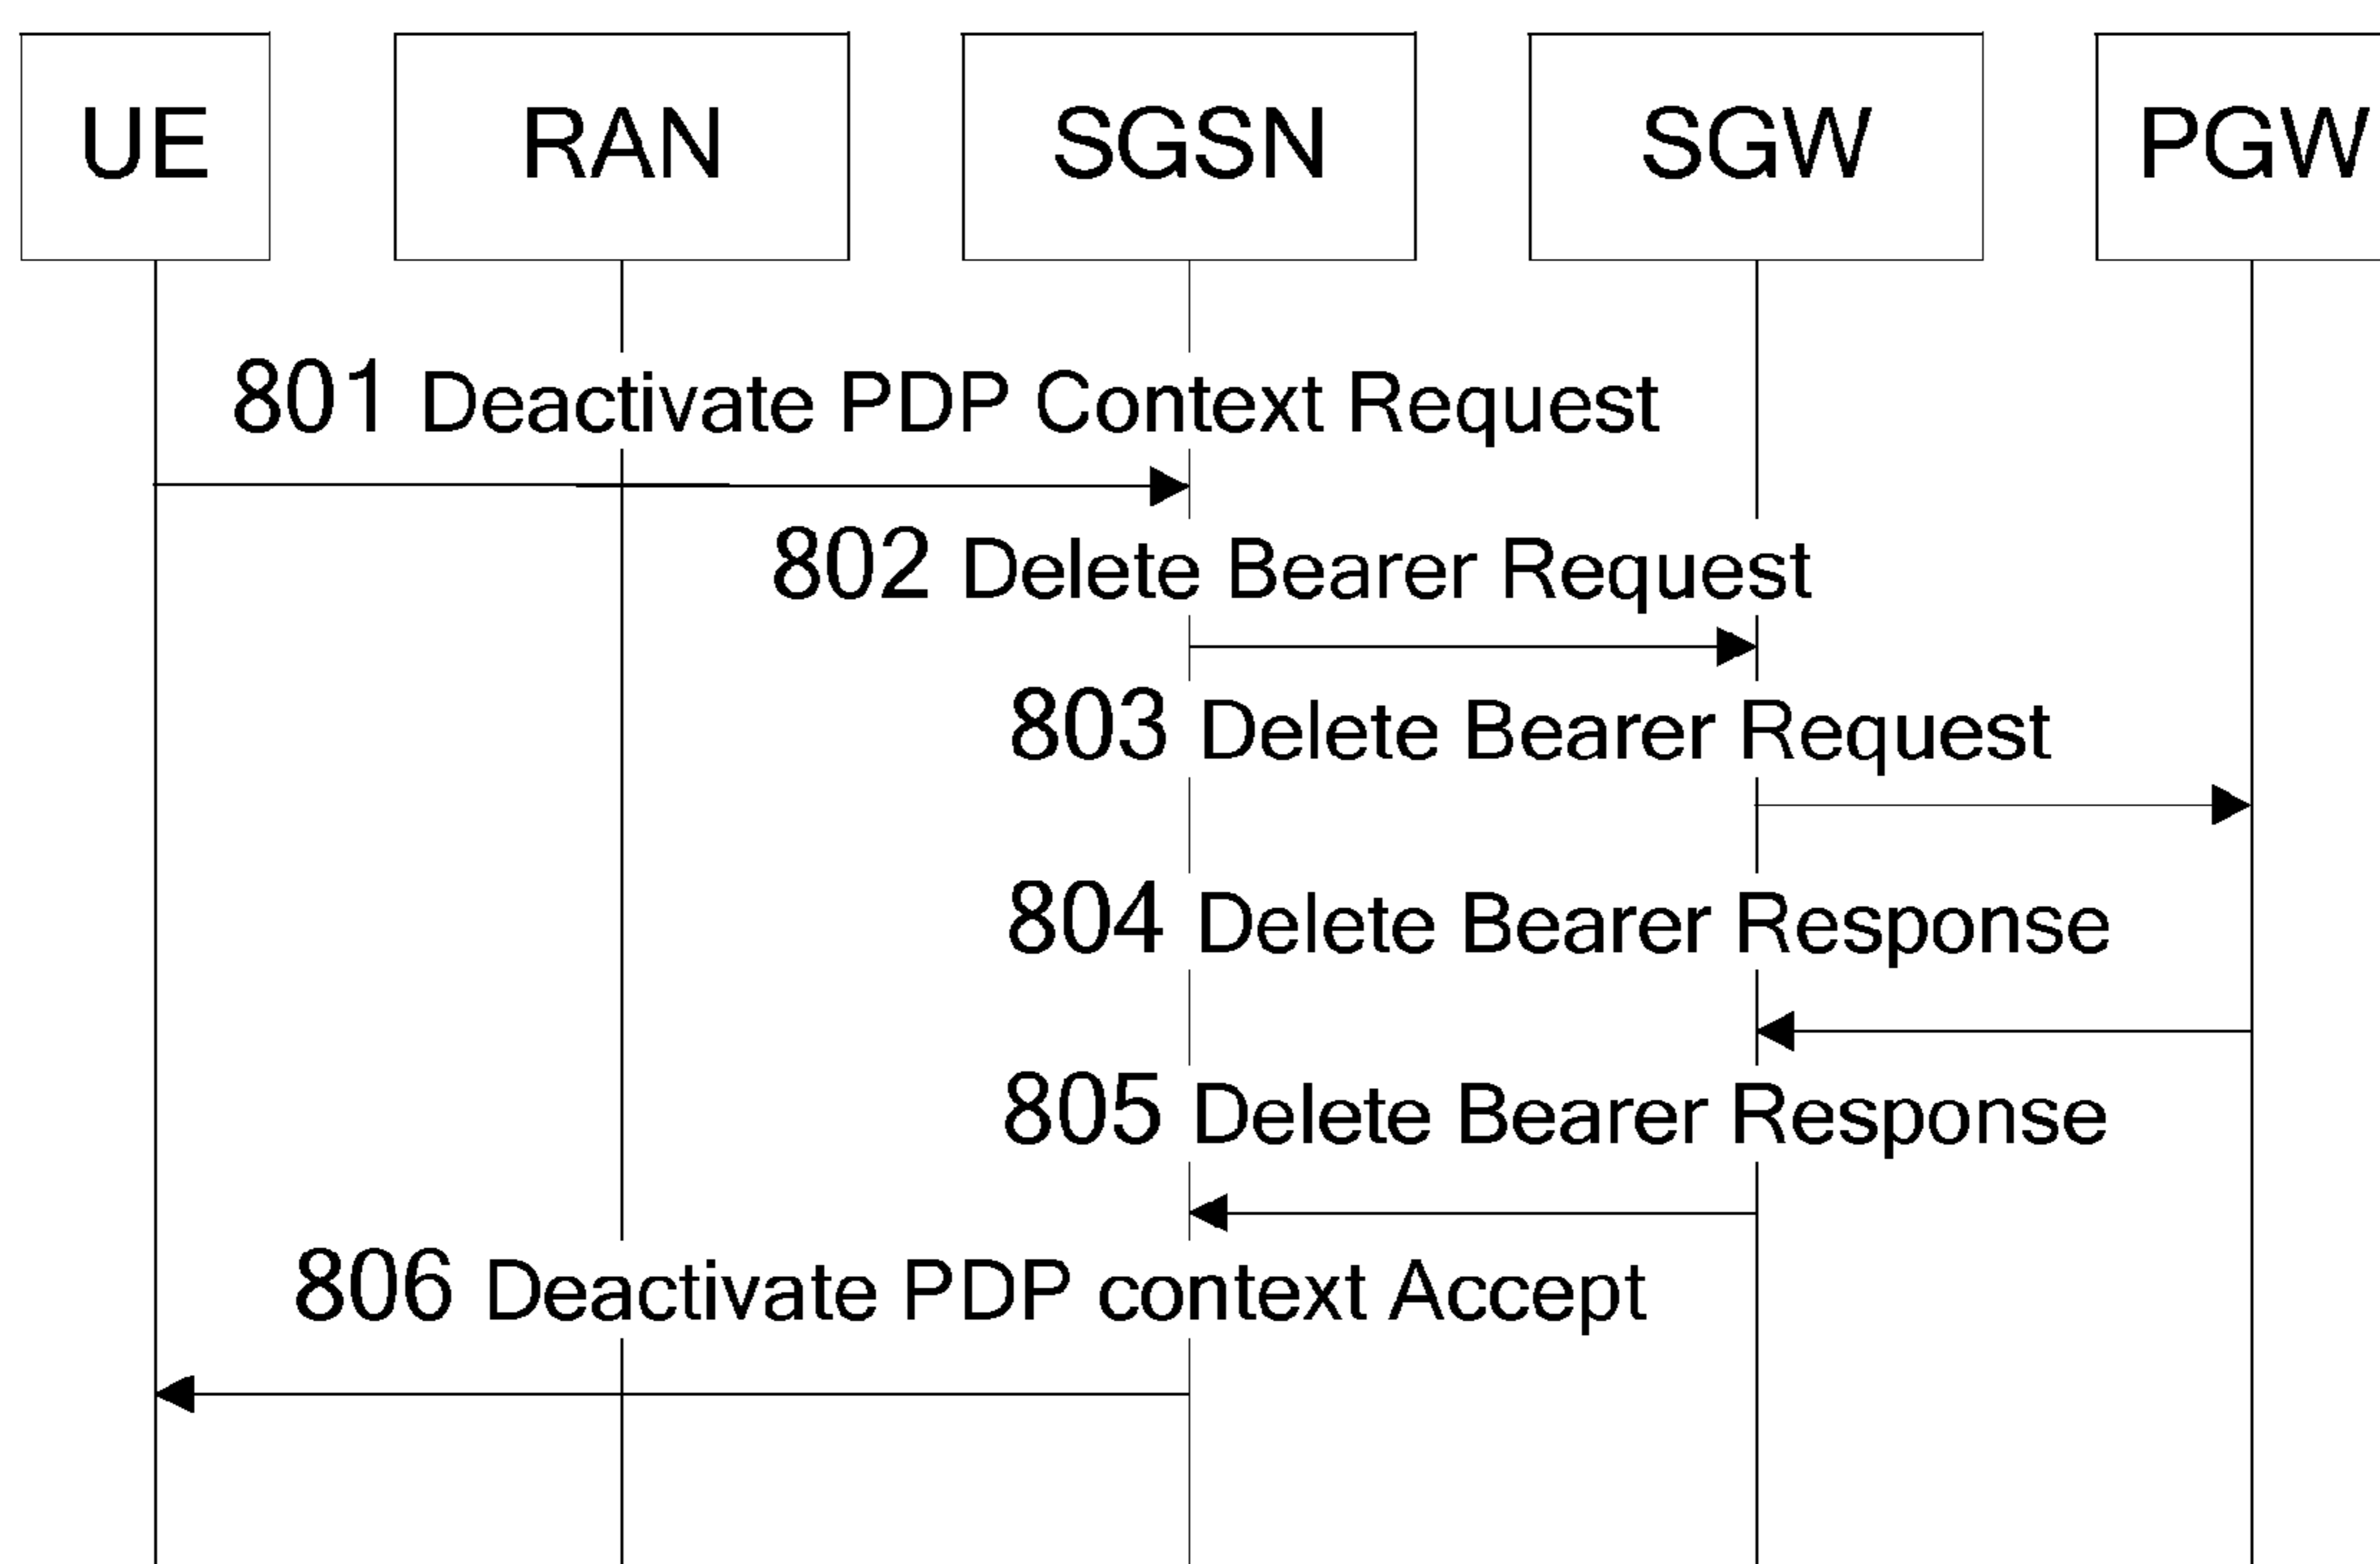 UE RAN SGSN SGW PGW
801 Deactivate PDP Context Request
802 Delete Bearer Request
803 Delete Bearer Request
804 Delete Bearer Response
805 Delete Bearer Response
806 Deactivate PDP context Accept